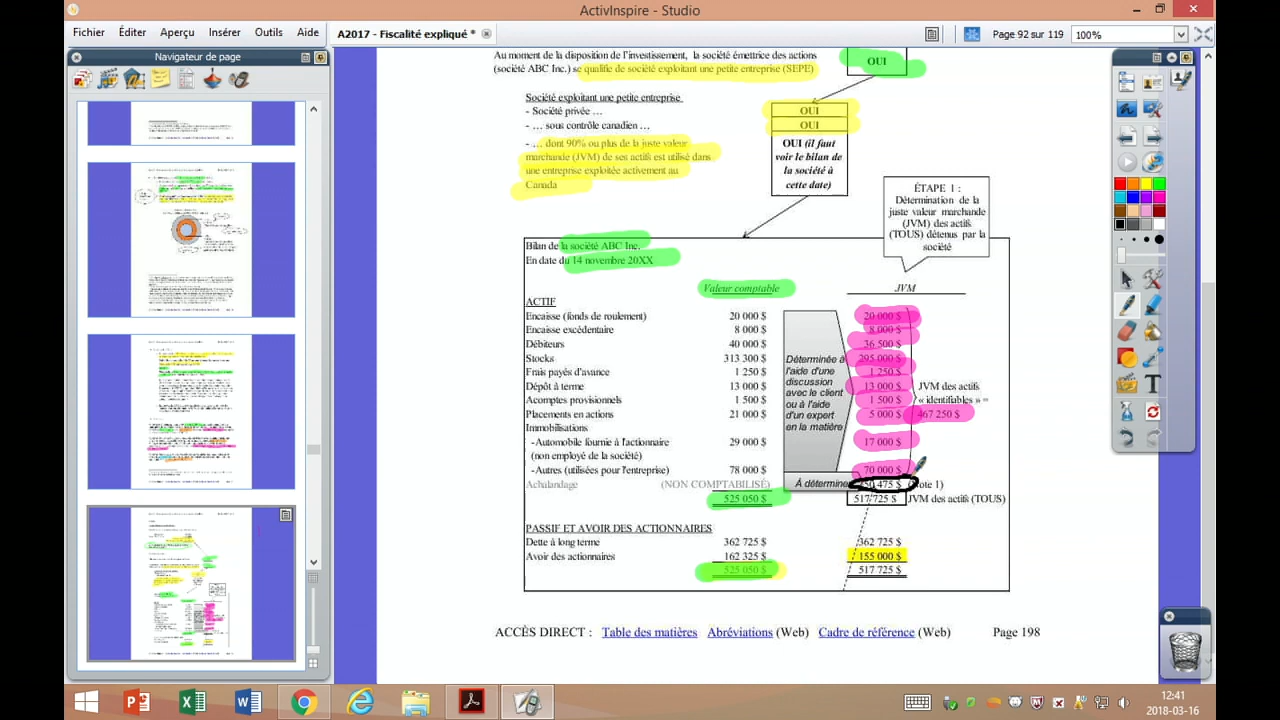 ActivInspire - Studio
Fichier Éditer Aperçu Insérer Outils Aide
A2017 - Fiscalité expliqué *
Page 92 sur 119
100%
Navigateur de page
Au moment de la disposition de l'investissement, la société émettrice des actions
(société ABC Inc.) se qualifie de société exploitant une petite entreprise (SEPE)
OUI
Société exploitant une petite entreprise
- Société privée …
OUI
- … sous contrôle canadien …
OUI
- … dont 90% ou plus de la juste valeur
marchande (JVM) de ses actifs est utilisé dans
une entreprise exploitée activement au
Canada
OUI (il faut
voir le bilan de
la société à
cette date)
ÉTAPE 1 :
Détermination de la
juste valeur marchande
(JVM) des actifs
(TOUS) détenus par la
société
Bilan de la société ABC Inc.
En date du 14 novembre 20XX
Valeur comptable JVM
ACTIF
Encaisse (fonds de roulement) 20 000 $ 20 000 $
Encaisse excédentaire 8 000 $ 8 000 $
Débiteurs 40 000 $ 36 500 $
Stocks 313 300 $ 295 000 $
Frais payés d'avance 1 250 $ 1 250 $
Dépôt à terme 13 000 $ 13 000 $
Acomptes provisionnels 1 500 $ 1 500 $
Placements en actions 21 000 $ 5 000 $
Immobilisations
-Automobile fournie à l'actionnaire 29 000 $ 17 000 $
(non employé de la société)
-Autres (utilisées pour l'entreprise) 78 000 $ 70 000 $
Achalandage (NON COMPTABILISÉ) À déterminer 475 $
525 050 $ 517 725 $ JVM des actifs (TOUS)
Déterminée à
l'aide d'une
discussion
avec le client
ou à l'aide
d'un expert
en la matière
JVM des actifs
« identifiables » =
467 250 $
PASSIF ET AVOIR DES ACTIONNAIRES
Dette à long terme 362 725 $ 362 725 $
Avoir des actionnaires 162 325 $ 155 000 $
525 050 $ 517 725 $
ACCÈS DIRECT : Table des matières Abréviations (Web) Cadre de référence (Web) Page 108
12:41
2018-03-16